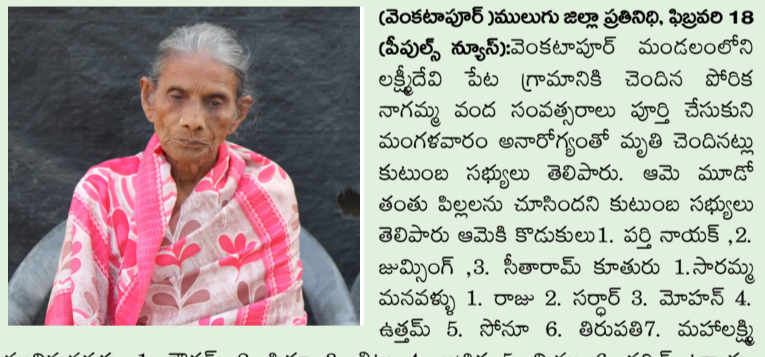 (వెంకటాపూర్ )ములుగు జిల్లా ప్రతినిధి, ఫిబ్రవరి 18
(పీపుల్స్ న్యూస్):వెంకటాపూర్ మండలంలోని
లక్ష్మీదేవి పేట గ్రామానికి చెందిన పోరిక
నాగమ్మ వంద సంవత్సరాలు పూర్తి చేసుకుని
మంగళవారం అనారోగ్యంతో మృతి చెందినట్లు
కుటుంబ సభ్యులు తెలిపారు. ఆమె మూడో
తంతు పిల్లలను చూసిందని కుటుంబ సభ్యులు
తెలిపారు ఆమెకి కొడుకులు1. పర్తి నాయక్ ,2.
జుమ్సింగ్ ,3. సీతారామ్ కూతురు 1.సారమ్మ
మనవళ్ళు 1. రాజు 2. సర్ధార్ 3. మోహన్ 4.
ఉత్తమ్ 5. సోనూ 6. తిరుపతి7. మహాలక్ష్మి